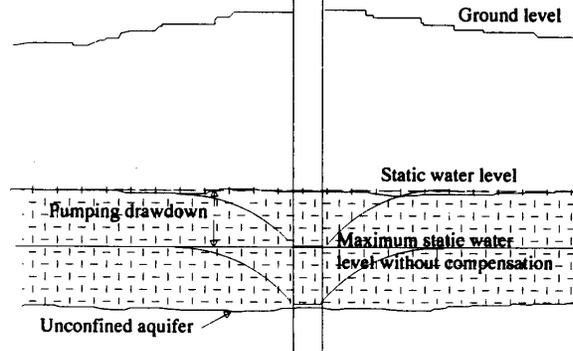 Ground level
Static water level
Pumping drawdown
Maximum static water
level without compensation
Unconfined aquifer